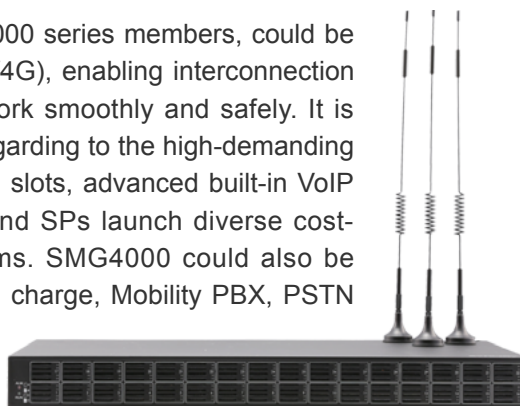 000 series members, could be
4G), enabling interconnection
ork smoothly and safely. It is
garding to the high-demanding
slots, advanced built-in VoIP
nd SPs launch diverse cost-
ms. SMG4000 could also be
charge, Mobility PBX, PSTN